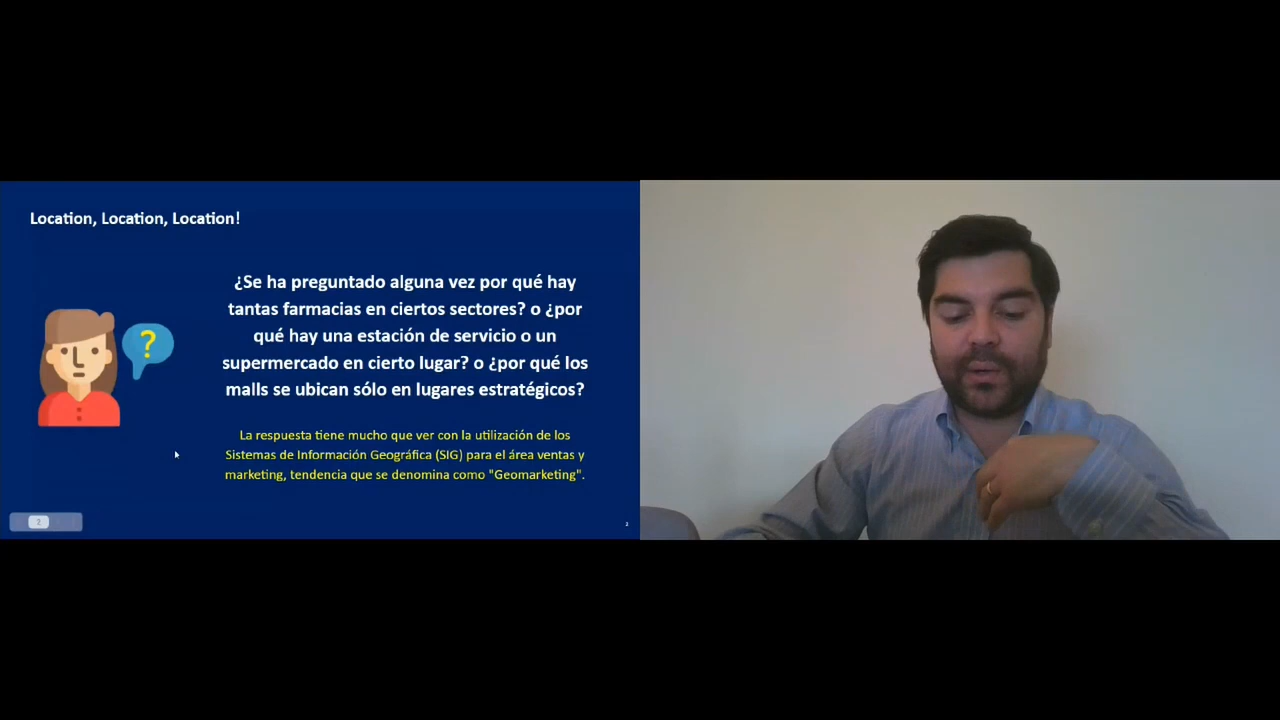 Location, Location, Location!
¿Se ha preguntado alguna vez por qué hay
tantas farmacias en ciertos sectores? o ¿por
qué hay una estación de servicio o un
supermercado en cierto lugar? o ¿por qué los
malls se ubican sólo en lugares estratégicos?
?
La respuesta tiene mucho que ver con la utilización de los
Sistemas de Información Geográfica (SIG) para el área ventas y
marketing, tendencia que se denomina como "Geomarketing".
2
2